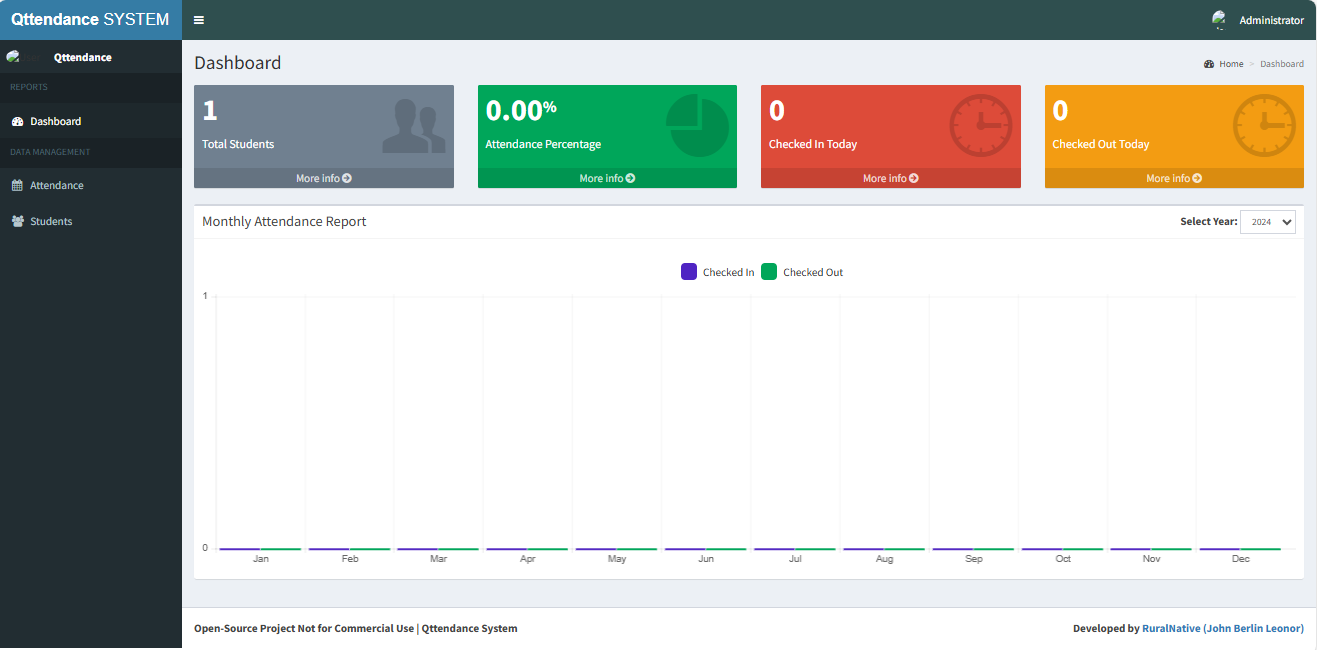 Qttendance SYSTEM
Administrator
Qttendance
REPORTS
Dashboard
DATA MANAGEMENT
Attendance
Students
Dashboard
Home > Dashboard
1
Total Students
More info
0.00%
Attendance Percentage
More info
0
Checked In Today
More info
0
Checked Out Today
More info
Monthly Attendance Report
Select Year: 2024
Checked In Checked Out
1
0
Jan Feb Mar Apr May Jun Jul Aug Sep Oct Nov Dec
Open-Source Project Not for Commercial Use | Qttendance System
Developed by RuralNative (John Berlin Leonor)